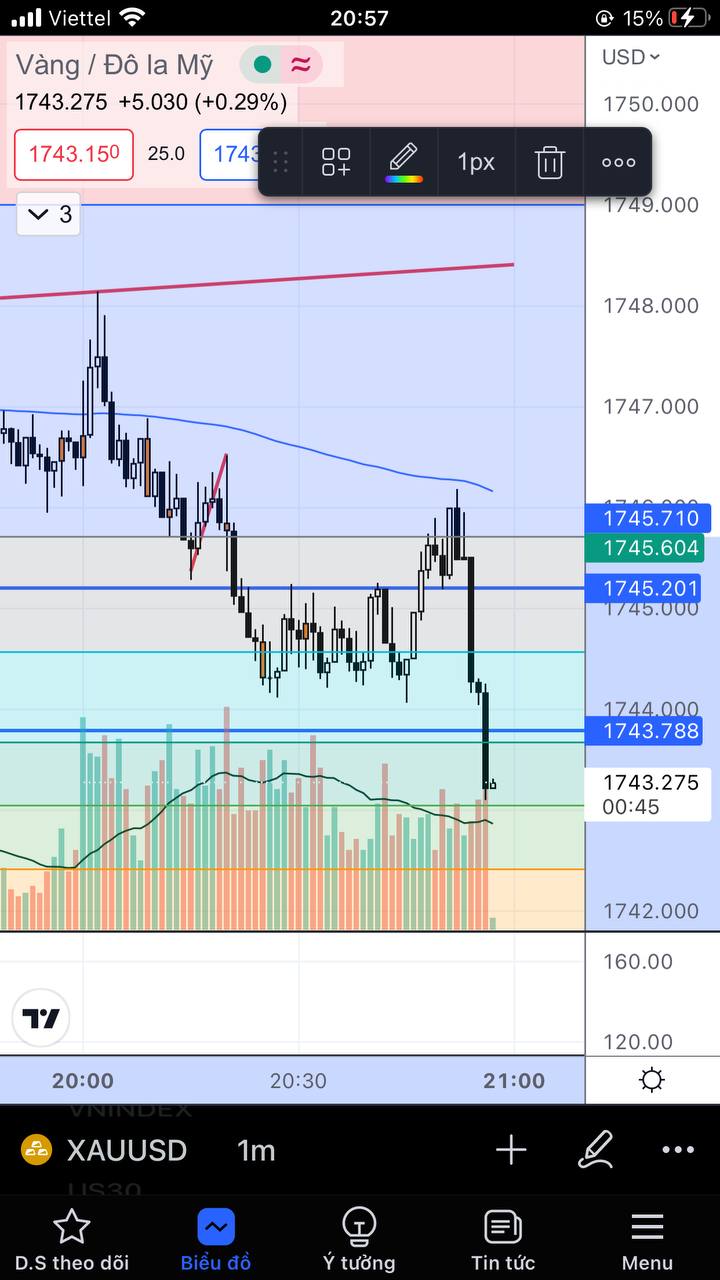 Viettel 20:57 15%
Vàng / Đô la Mỹ
USD
1743.275 +5.030 (+0.29%)
1750.000
1743.150
25.0
1743
1px
3
1749.000
1748.000
1747.000
1745.710
1745.604
1745.201
1745.000
1744.000
1743.788
1743.275
00:45
1742.000
160.00
120.00
20:00 20:30 21:00
VNINDEX
XAUUSD 1m
US30
D.S theo dõi Biểu đồ Ý tưởng Tin tức Menu